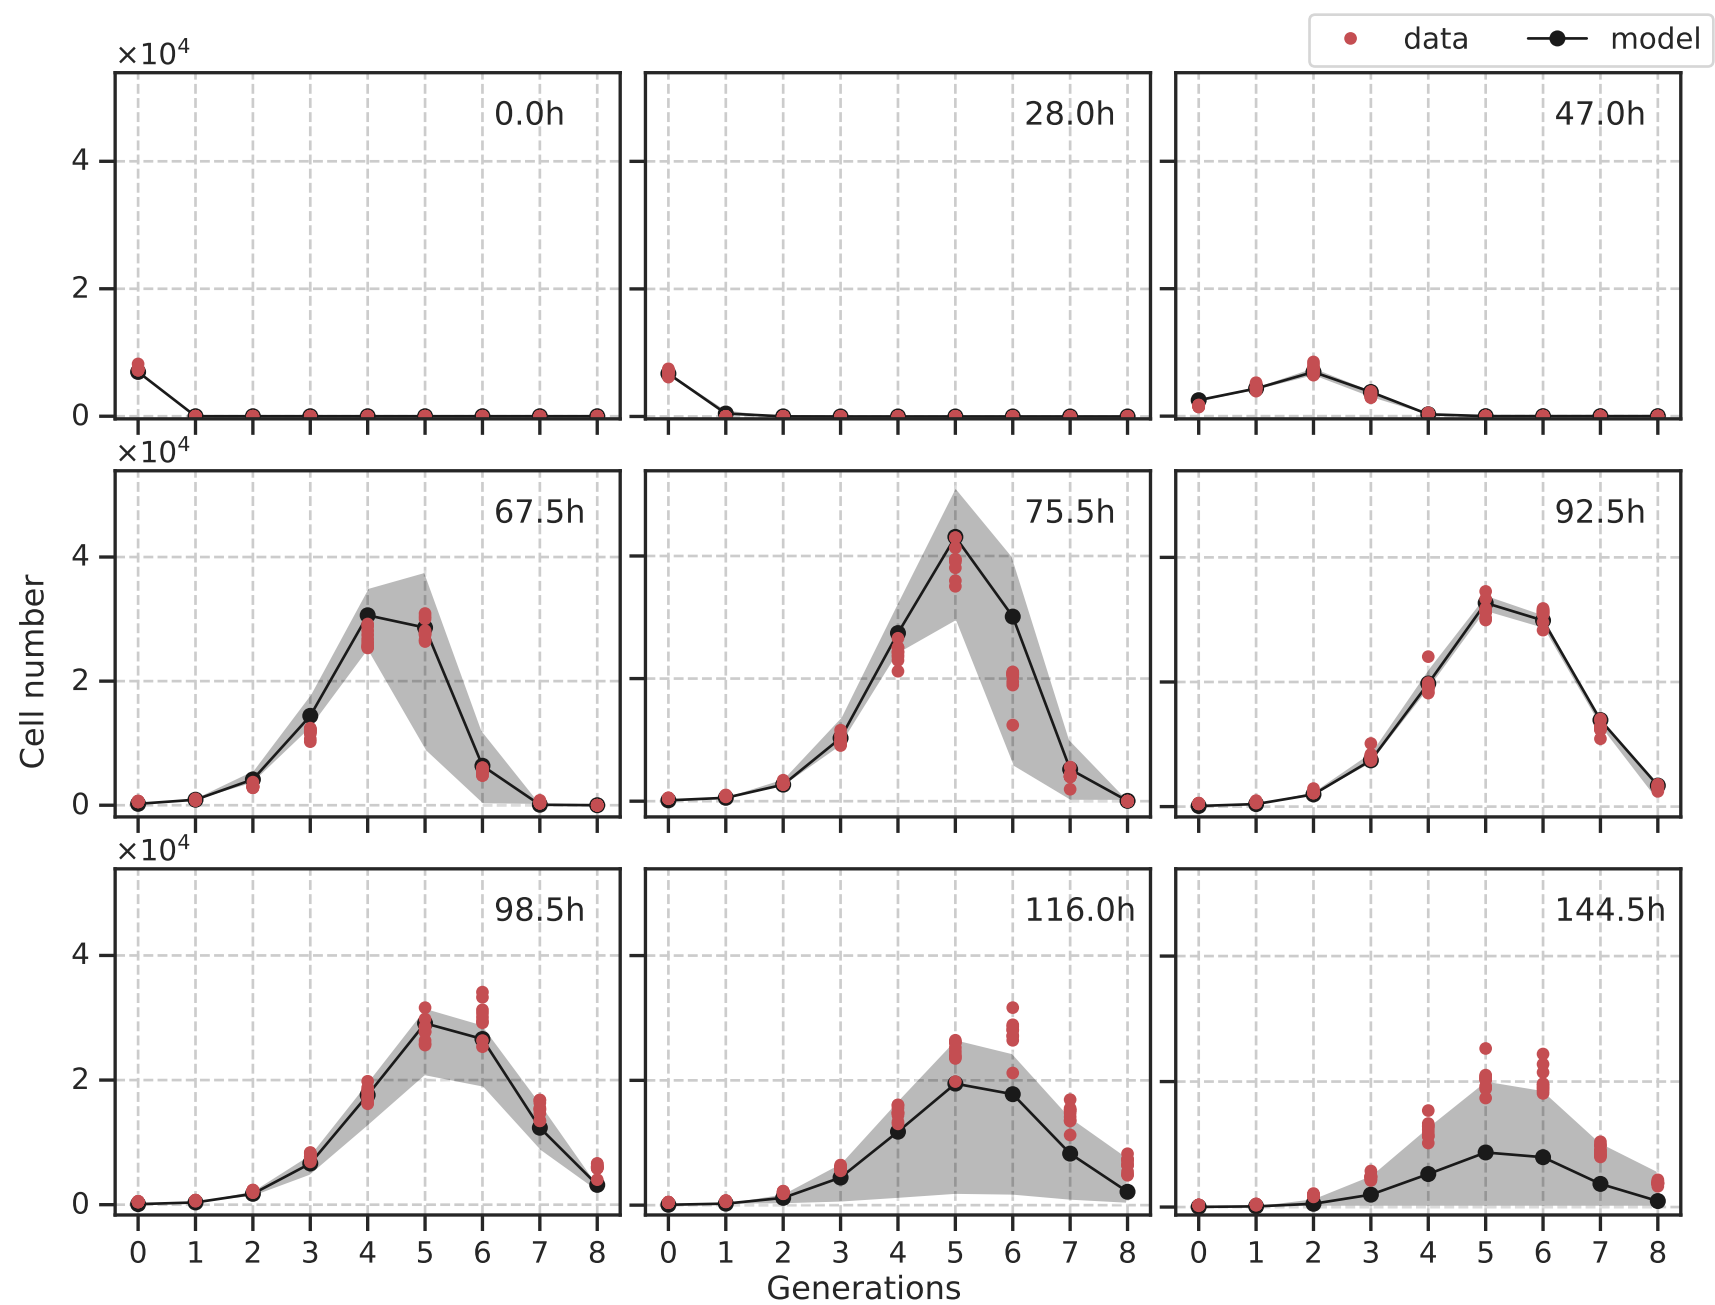 data model
×10⁴
0.0h 28.0h 47.0h
4
2
0
×10⁴
67.5h 75.5h 92.5h
4
2
0
Cell number
×10⁴
98.5h 116.0h 144.5h
4
2
0
0 1 2 3 4 5 6 7 8 0 1 2 3 4 5 6 7 8 0 1 2 3 4 5 6 7 8
Generations